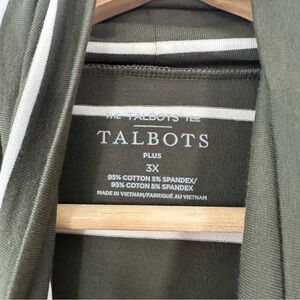 THE TALBOTS TEE
TALBOTS
PLUS
3X
95% COTTON 5% SPANDEX/
95% COTON 5% SPANDEX
MADE IN VIETNAM/FABRIQUÉ AU VIETNAM